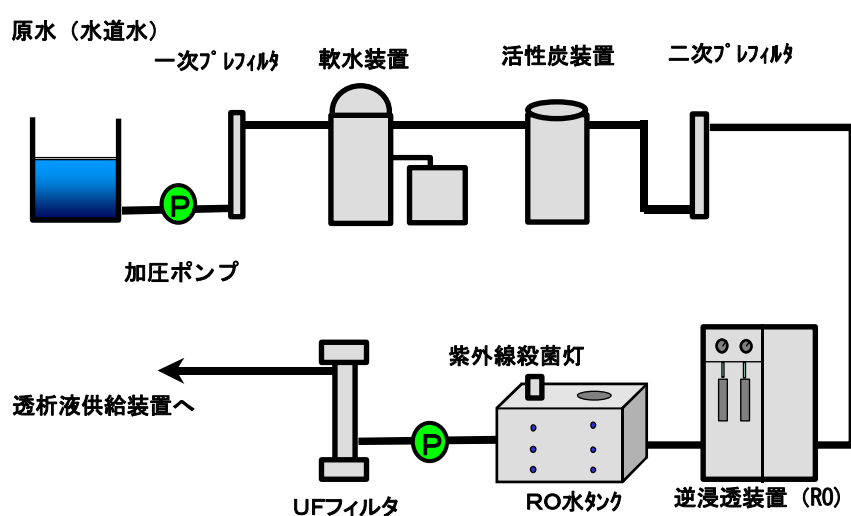 原水（水道水）
一次プレフィルタ
軟水装置
活性炭装置
二次プレフィルタ
P
加圧ポンプ
紫外線殺菌灯
透析液供給装置へ
P
UFフィルタ
RO水タンク
逆浸透装置（RO）